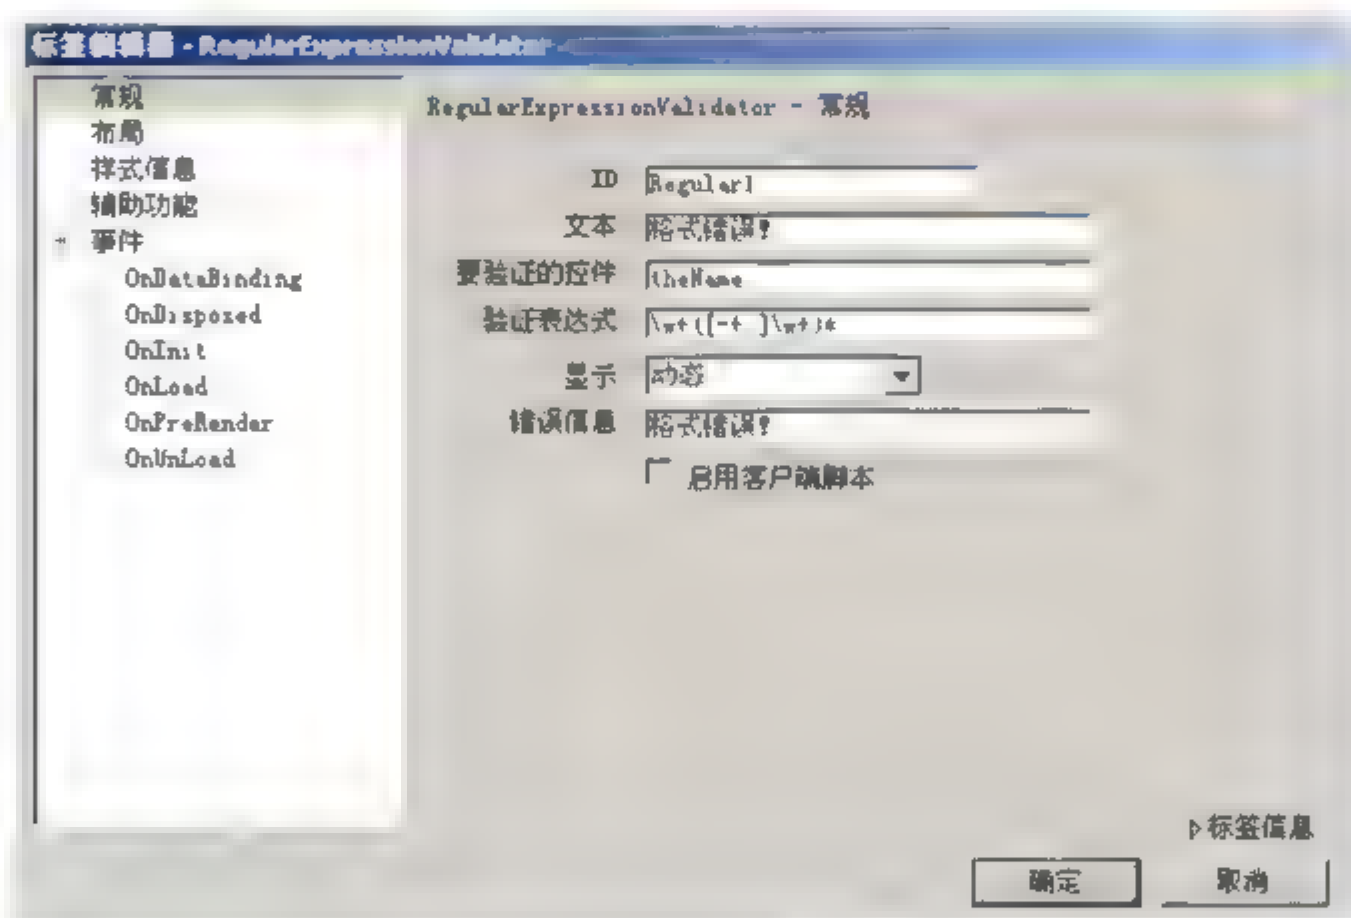 标签编辑器 - RegularExpressionValidator
常规
布局
样式信息
辅助功能
事件
OnDataBinding
OnDisposed
OnInit
OnLoad
OnPreRender
OnUnLoad
RegularExpressionValidator - 常规
ID Regular1
文本 格式错误!
要验证的控件 theName
验证表达式
显示 动态
错误信息 格式错误!
启用客户端脚本
标签信息
确定 取消